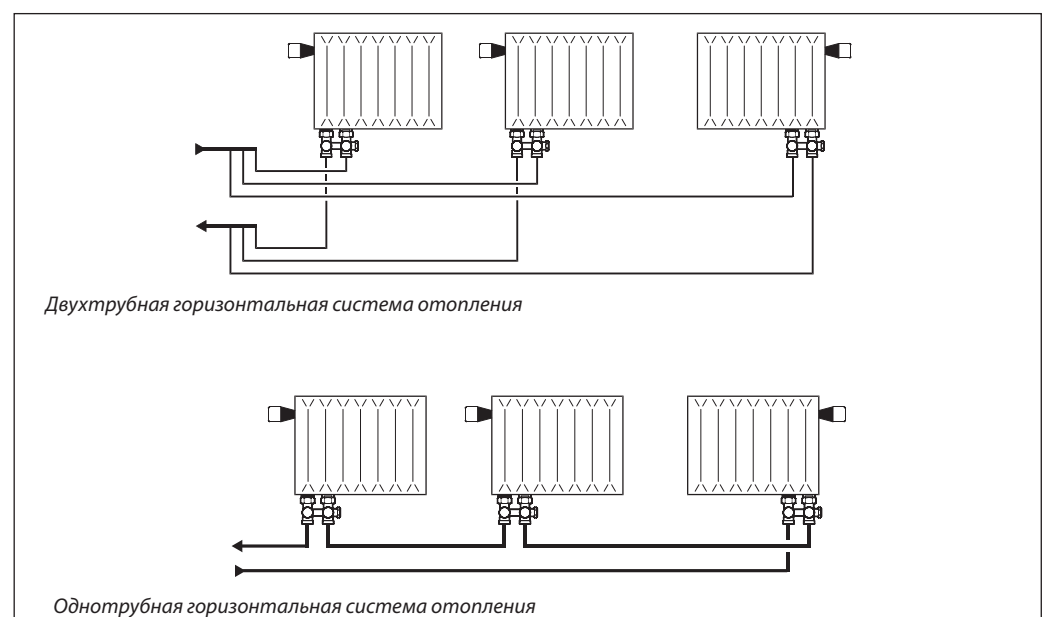 Двухтрубная горизонтальная система отопления
Однотрубная горизонтальная система отопления